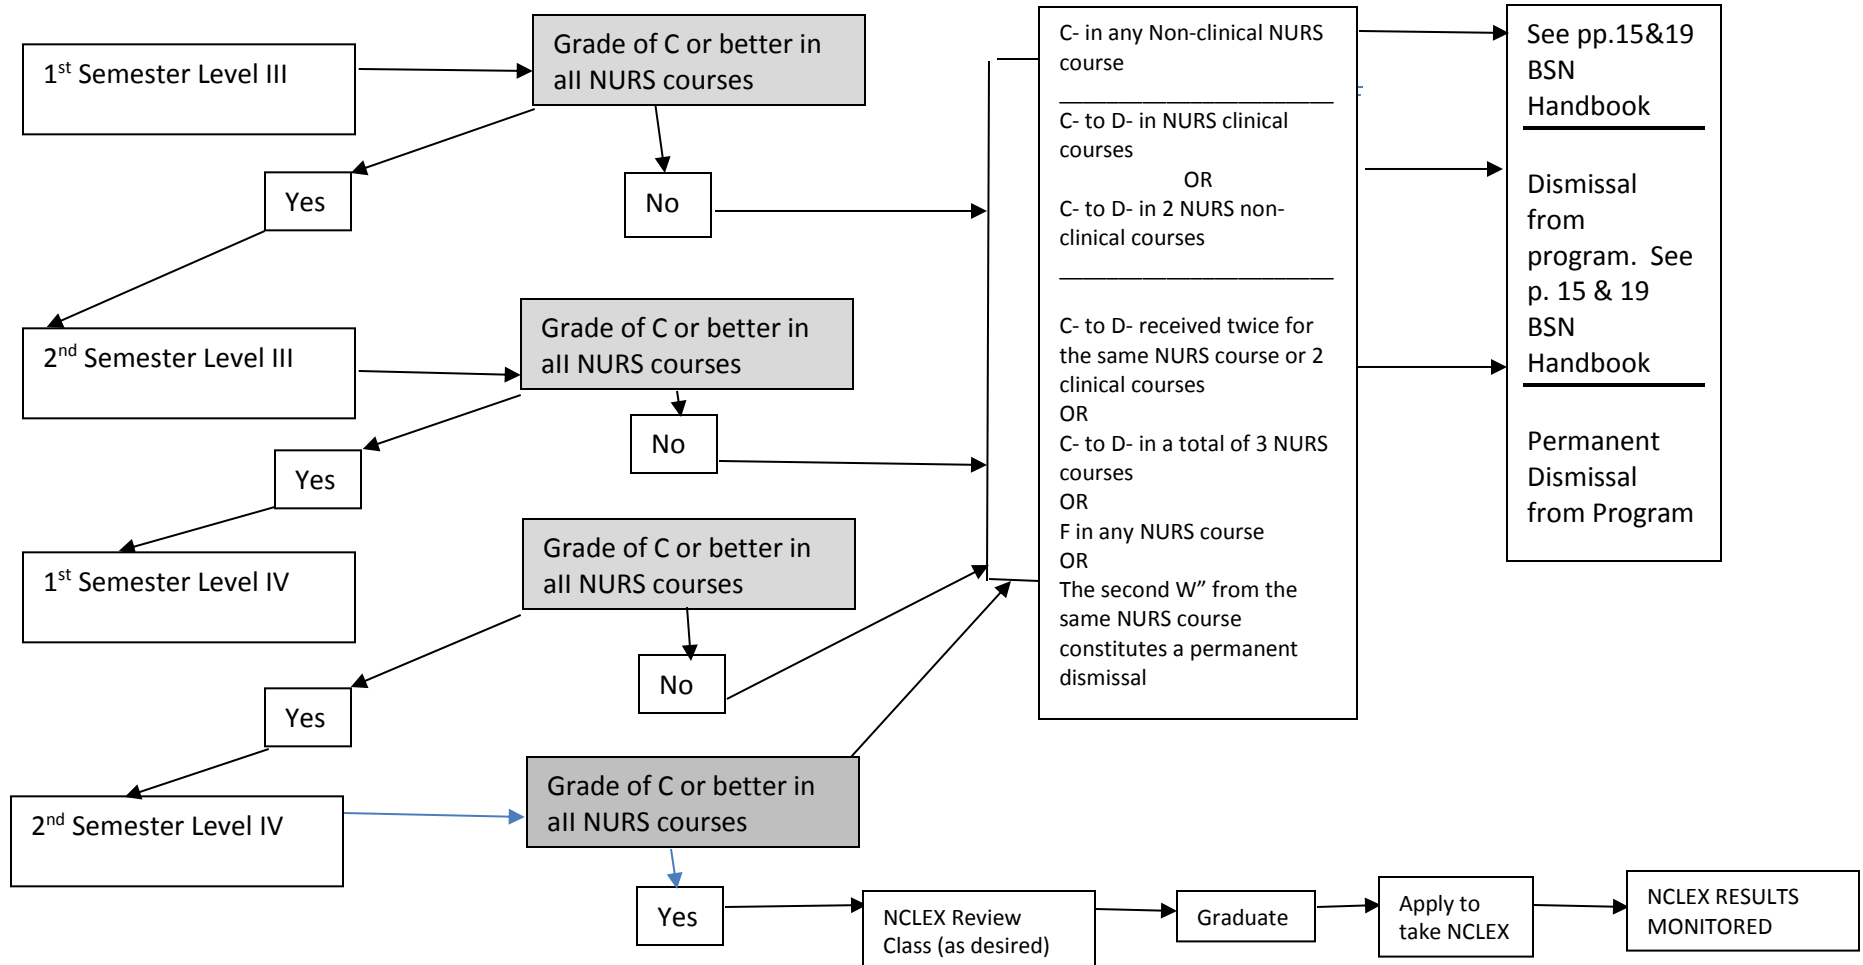 1st Semester Level III
Grade of C or better in
all NURS courses
Yes
No
2nd Semester Level III
Grade of C or better in
all NURS courses
Yes
No
1st Semester Level IV
Grade of C or better in
all NURS courses
Yes
No
2nd Semester Level IV
Grade of C or better in
all NURS courses
Yes
NCLEX Review
Class (as desired)
Graduate
Apply to
take NCLEX
NCLEX RESULTS
MONITORED
C- in any Non-clinical NURS
course
C- to D- in NURS clinical
courses
OR
C- to D- in 2 NURS non-
clinical courses
C- to D- received twice for
the same NURS course or 2
clinical courses
OR
C- to D- in a total of 3 NURS
courses
OR
F in any NURS course
OR
The second W” from the
same NURS course
constitutes a permanent
dismissal
See pp.15&19
BSN
Handbook
Dismissal
from
program.  See
p. 15 & 19
BSN
Handbook
Permanent
Dismissal
from Program